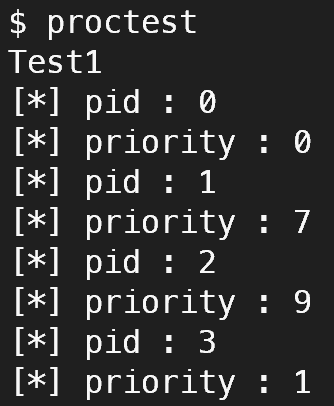 $ proctest
Test1
[*] pid : 0
[*] priority : 0
[*] pid : 1
[*] priority : 7
[*] pid : 2
[*] priority : 9
[*] pid : 3
[*] priority : 1